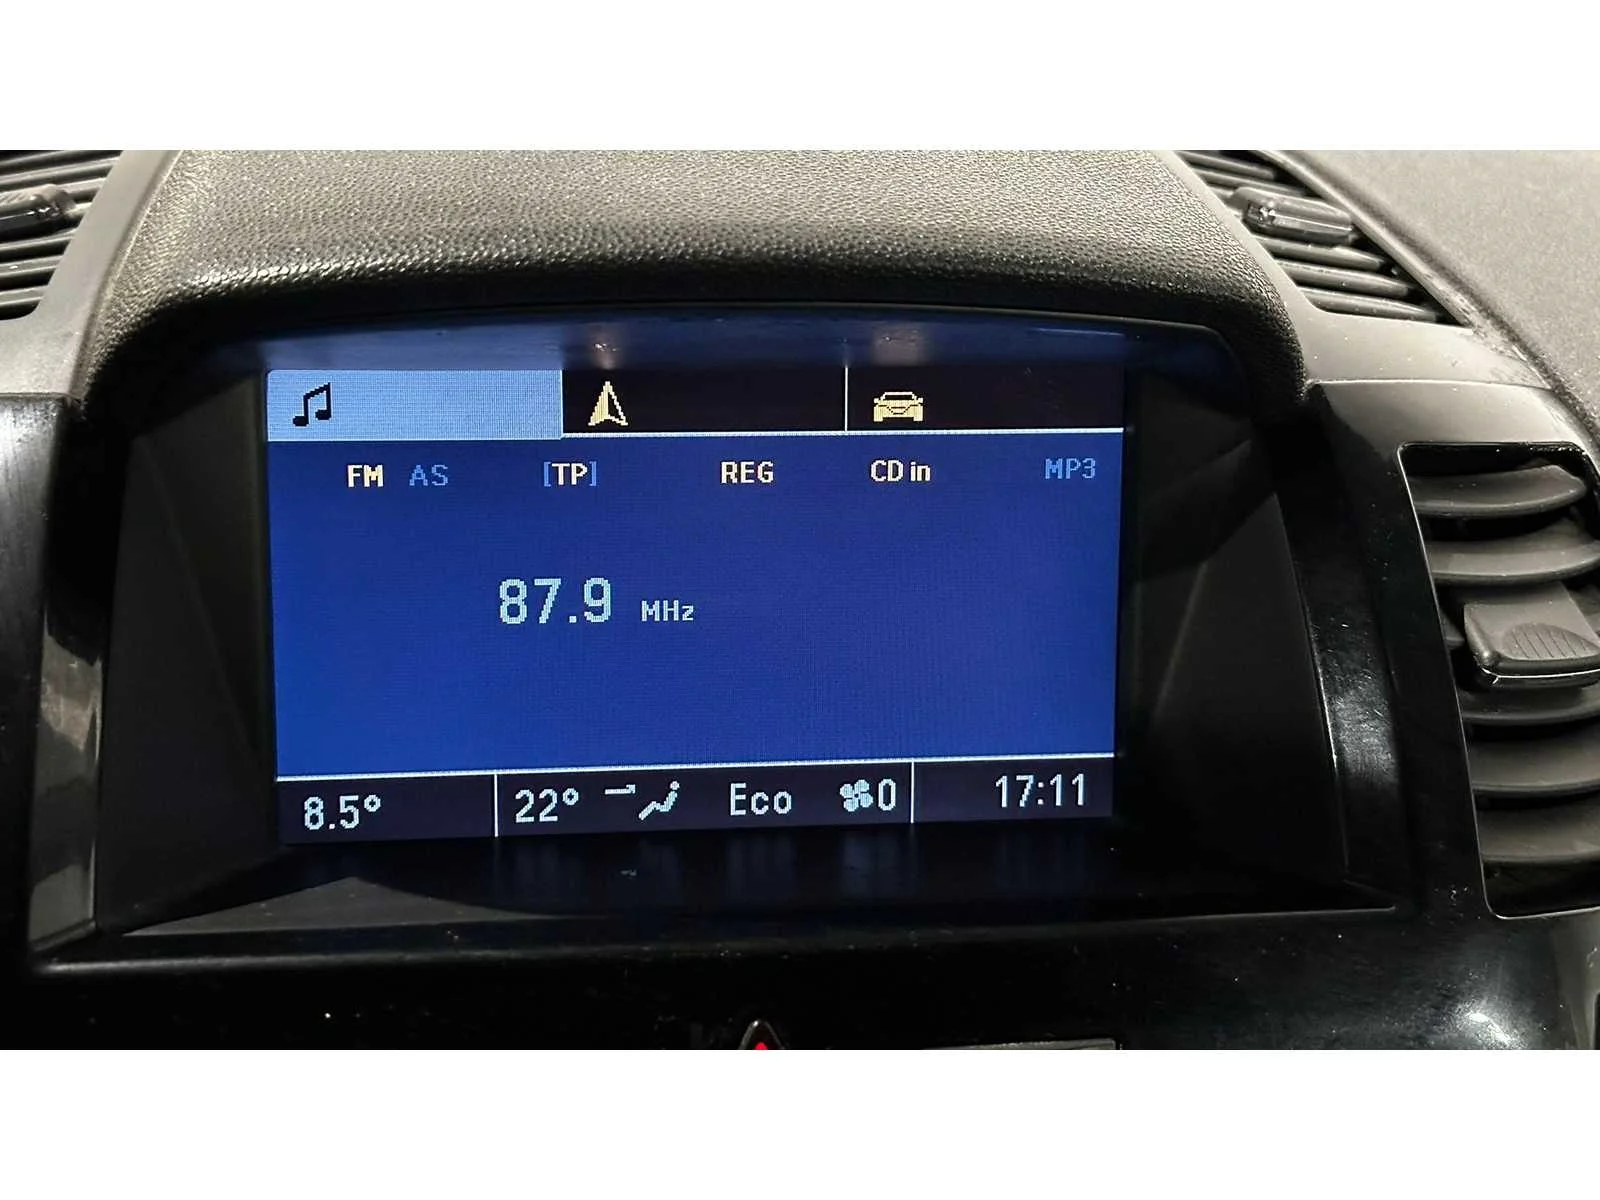 FM AS [TP] REG CD in MP3
87.9 MHz
8.5° 22° Eco 0 17:11